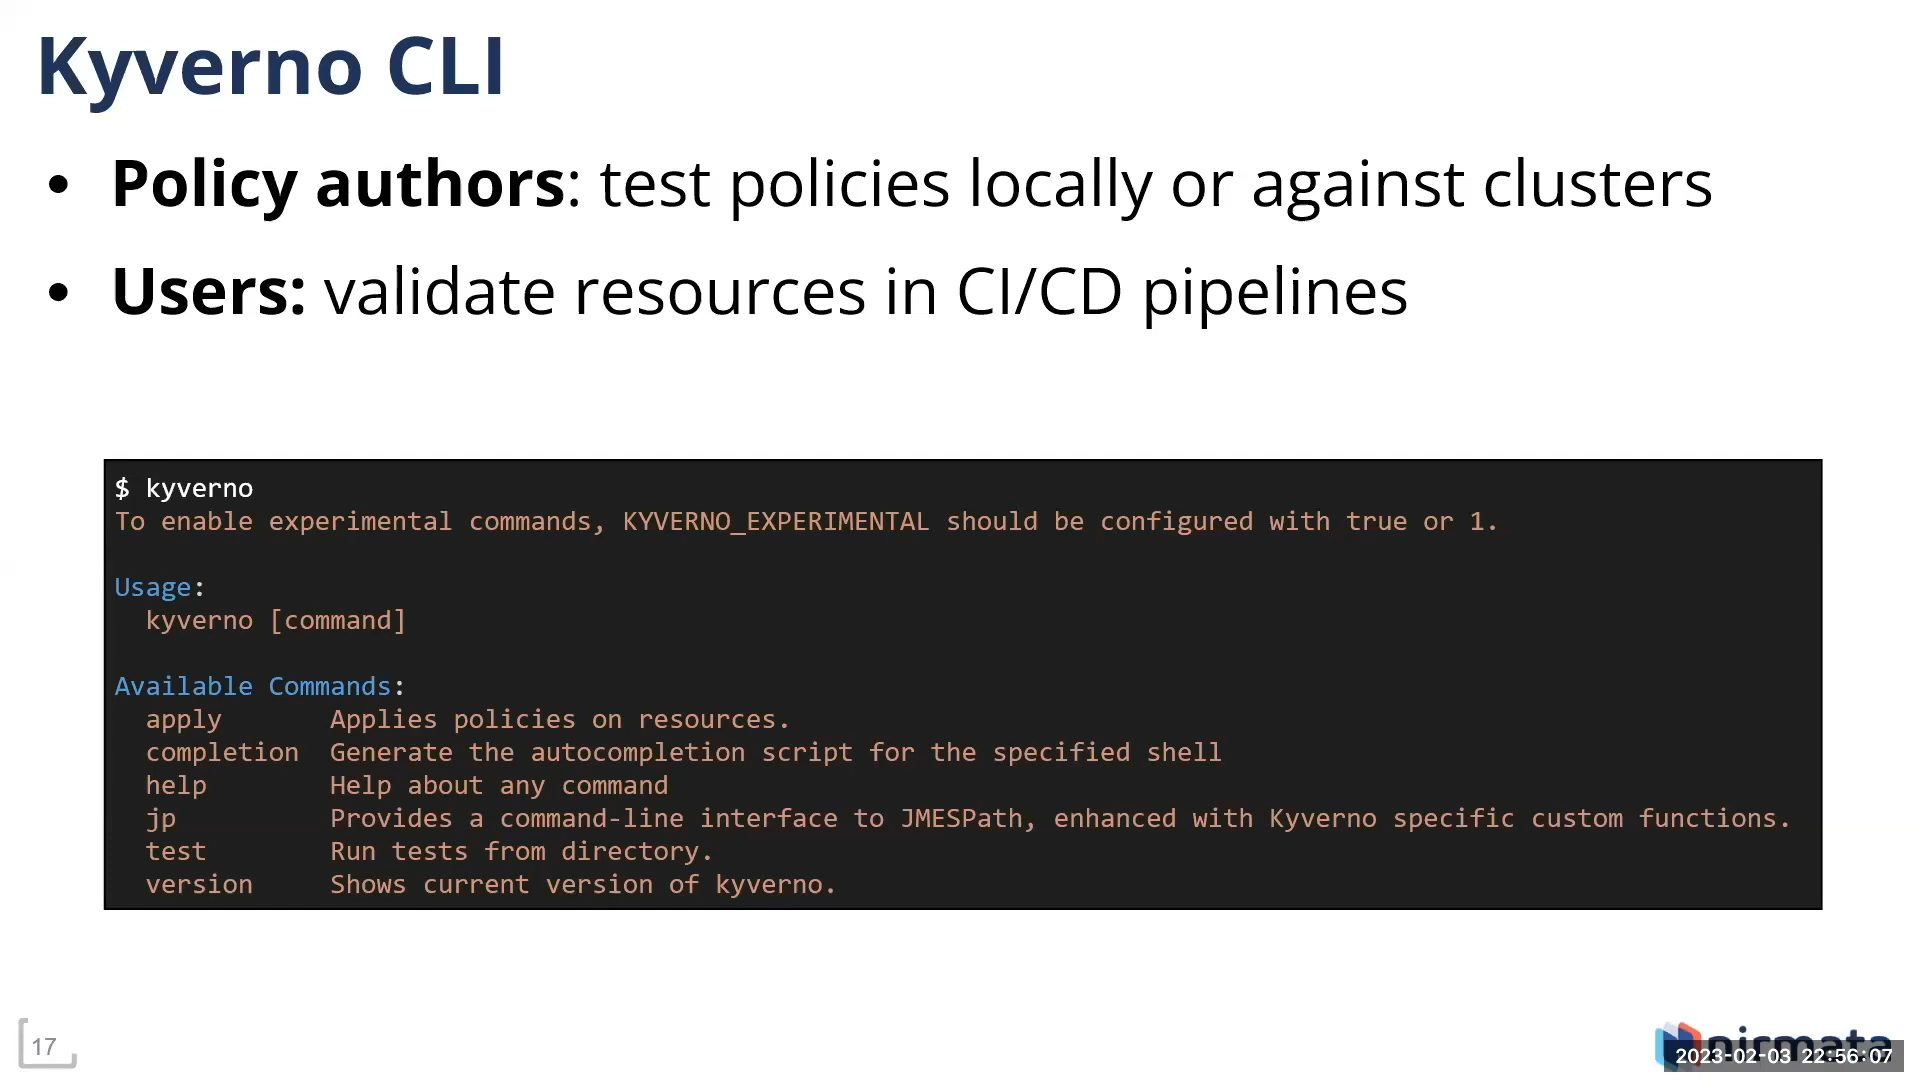 Kyverno CLI
• Policy authors: test policies locally or against clusters
• Users: validate resources in CI/CD pipelines
$ kyverno
To enable experimental commands, KYVERNO_EXPERIMENTAL should be configured with true or 1.
Usage:
kyverno [command]
Available Commands:
apply Applies policies on resources.
completion Generate the autocompletion script for the specified shell
help Help about any command
jp Provides a command-line interface to JMESPath, enhanced with Kyverno specific custom functions.
test Run tests from directory.
version Shows current version of kyverno.
17
nirmata
2023-02-03 22:56:07